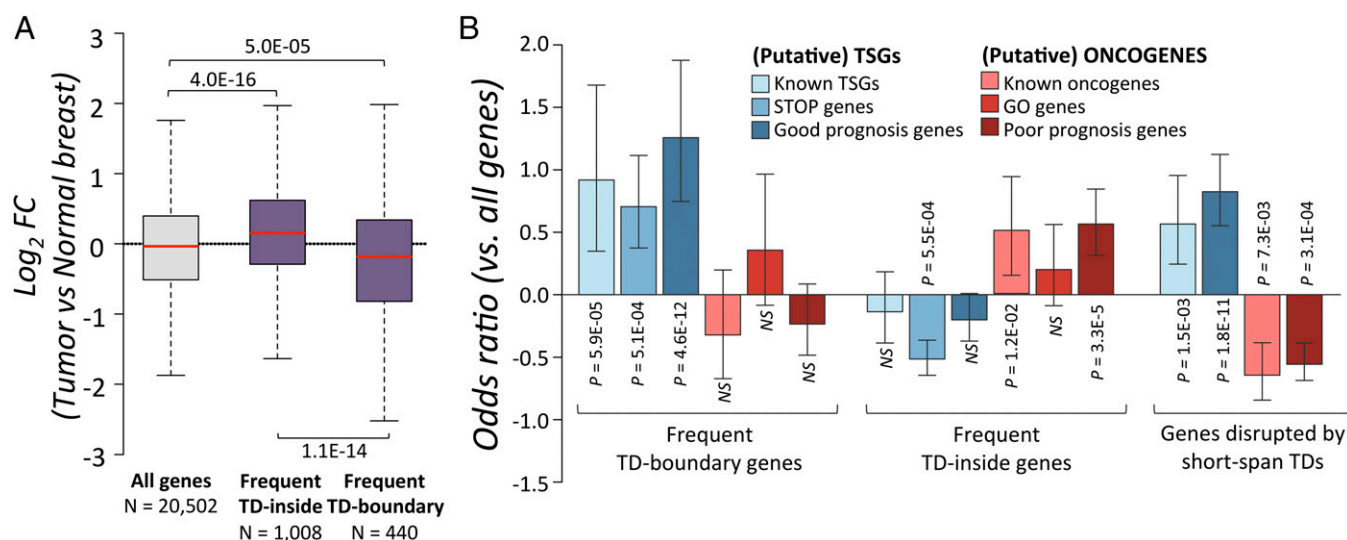 A
Log2 FC
(Tumor vs Normal breast)
3
2
1
0
-1
-2
-3
5.0E-05
4.0E-16
1.1E-14
All genes
N = 20,502
Frequent
TD-inside
N = 1,008
Frequent
TD-boundary
N = 440
B
Odds ratio (vs. all genes)
2.0
1.5
1.0
0.5
0.0
-0.5
-1.0
-1.5
(Putative) TSGs
Known TSGs
STOP genes
Good prognosis genes
(Putative) ONCOGENES
Known oncogenes
GO genes
Poor prognosis genes
P = 5.9E-05
P = 5.1E-04
P = 4.6E-12
NS
NS
NS
Frequent
TD-boundary genes
NS
P = 5.5E-04
NS
P = 1.2E-02
NS
P = 3.3E-5
Frequent
TD-inside genes
P = 1.5E-03
P = 1.8E-11
P = 7.3E-03
P = 3.1E-04
Genes disrupted by
short-span TDs